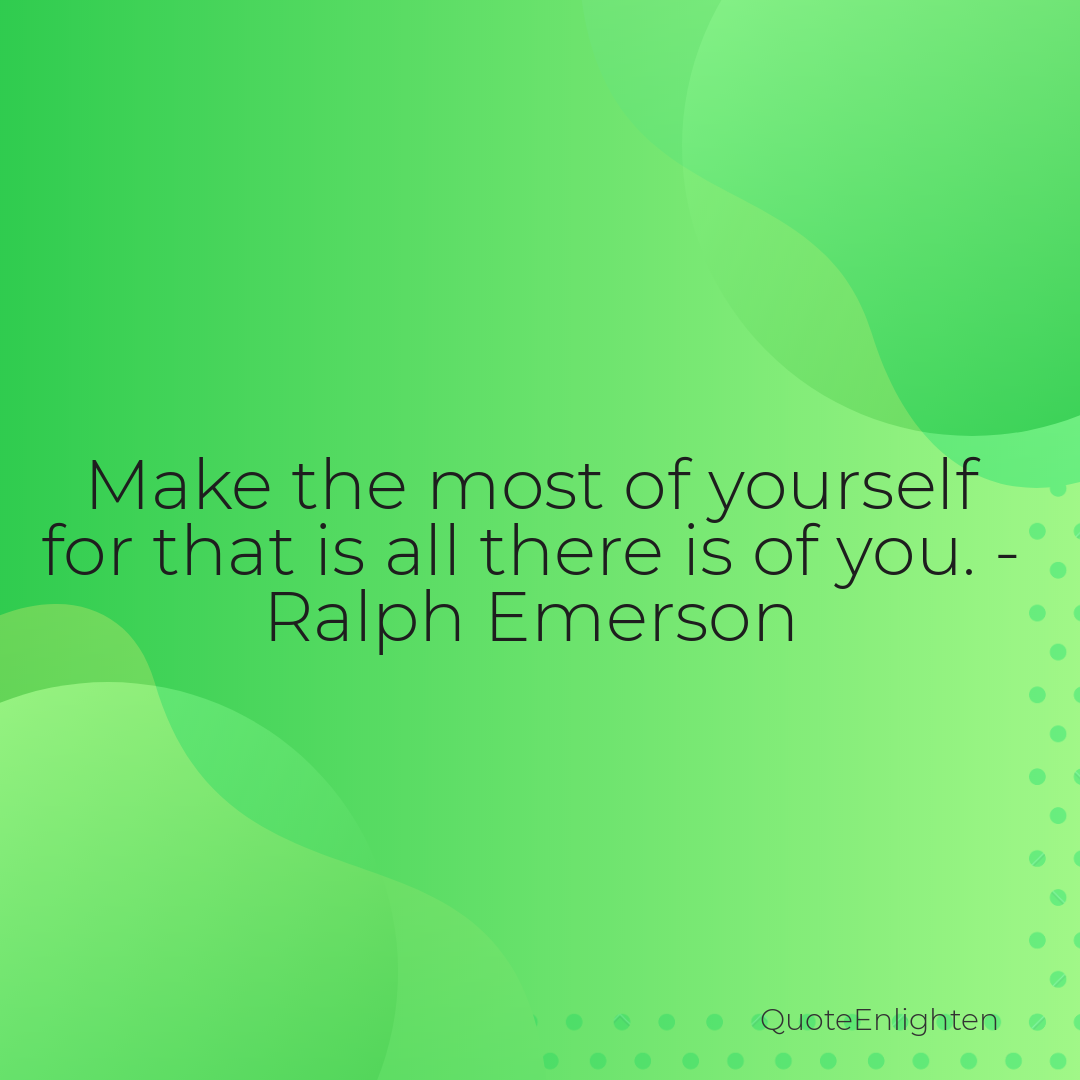 Make the most of yourself
for that is all there is of you. -
Ralph Emerson
QuoteEnlighten